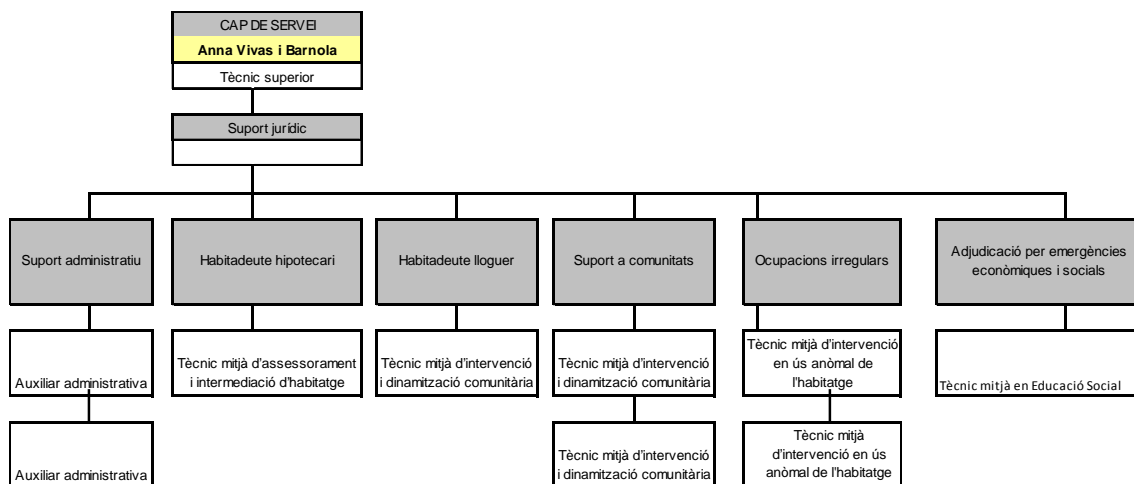 CAP DE SERVEI
Anna Vivas i Barnola
Tècnic superior
Suport jurídic
Suport administratiu
Habitadeute hipotecari
Habitadeute lloguer
Suport a comunitats
Ocupacions irregulars
Adjudicació per emergències
econòmiques i socials
Auxiliar administrativa
Tècnic mitjà d'assessorament
i intermediació d'habitatge
Tècnic mitjà d'intervenció
i dinamització comunitària
Tècnic mitjà d'intervenció
i dinamització comunitària
Tècnic mitjà d'intervenció
en ús anòmal de
l'habitatge
Tècnic mitjà en Educació Social
Auxiliar administrativa
Tècnic mitjà d'intervenció
i dinamització comunitària
Tècnic mitjà
d'intervenció en ús
anòmal de l'habitatge